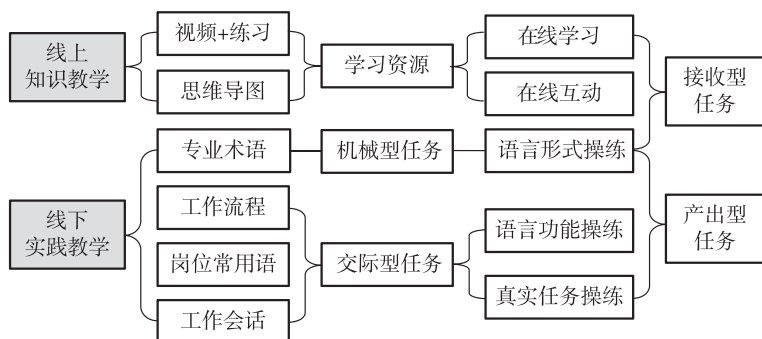 线上
知识教学
视频+练习
思维导图
学习资源
在线学习
在线互动
接收型
任务
专业术语
机械型任务
语言形式操练
线下
实践教学
工作流程
岗位常用语
工作会话
交际型任务
语言功能操练
真实任务操练
产出型
任务